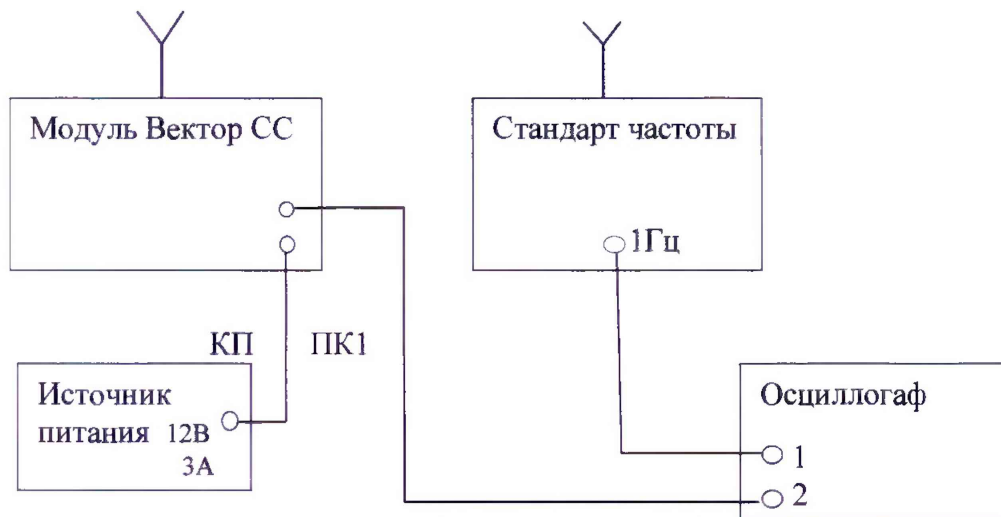 Модуль Вектор СС
Стандарт частоты
1Гц
КП
ПК1
Источник
питания 12В
3А
Осциллогаф
1
2